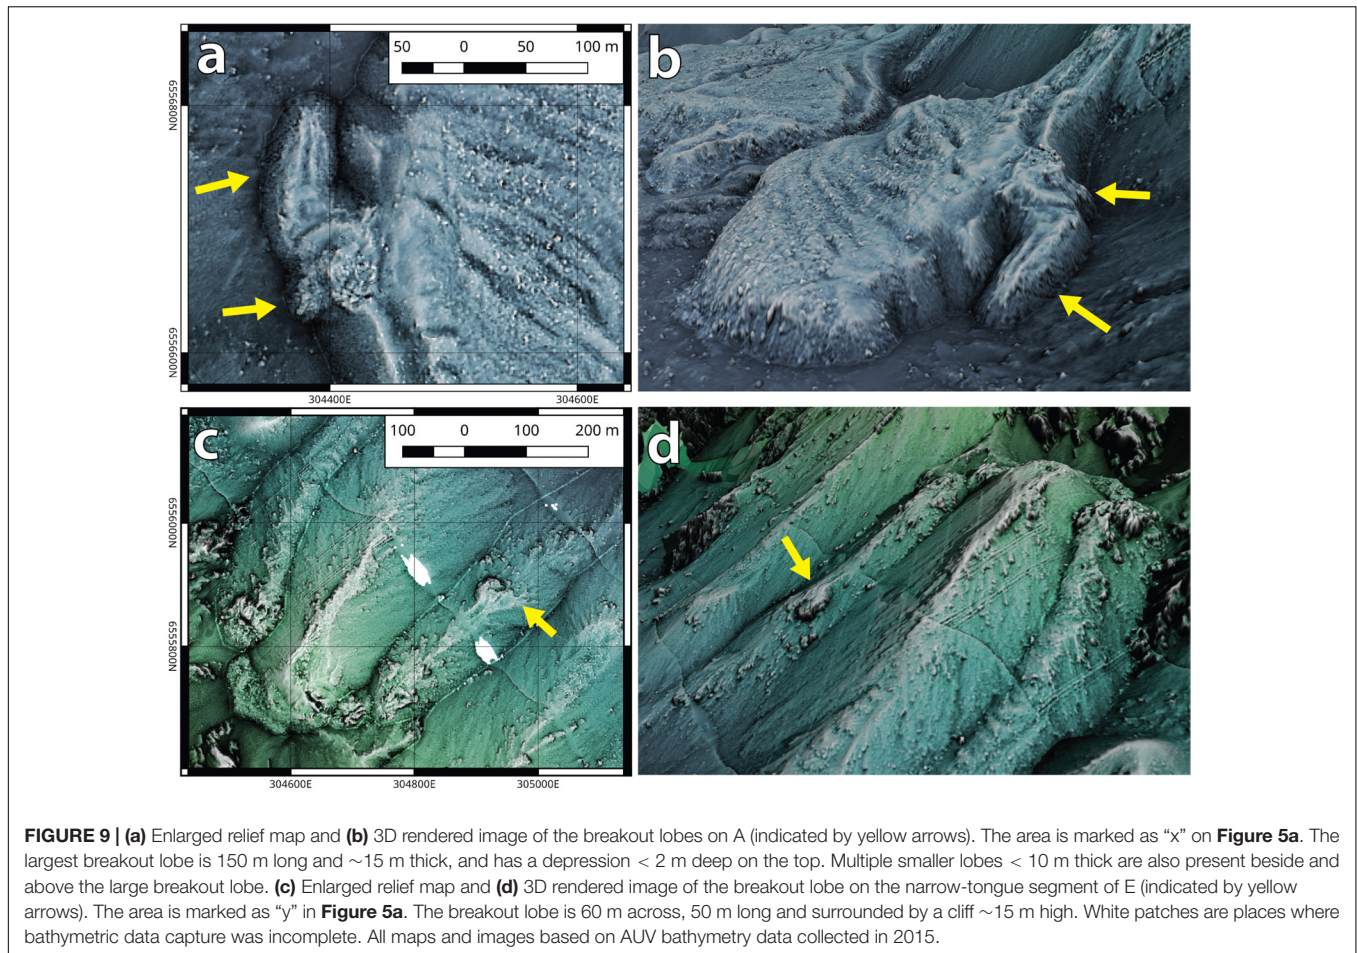 a
50 0 50 100 m
b
6558800N
6556600N
304400E 304600E
c
100 0 100 200 m
d
6559000N
6558800N
304600E 304800E 305000E
FIGURE 9 | (a) Enlarged relief map and (b) 3D rendered image of the breakout lobes on A (indicated by yellow arrows). The area is marked as “x” on Figure 5a. The
largest breakout lobe is 150 m long and ∼15 m thick, and has a depression < 2 m deep on the top. Multiple smaller lobes < 10 m thick are also present beside and
above the large breakout lobe. (c) Enlarged relief map and (d) 3D rendered image of the breakout lobe on the narrow-tongue segment of E (indicated by yellow
arrows). The area is marked as “y” in Figure 5a. The breakout lobe is 60 m across, 50 m long and surrounded by a cliff ∼15 m high. White patches are places where
bathymetric data capture was incomplete. All maps and images based on AUV bathymetry data collected in 2015.